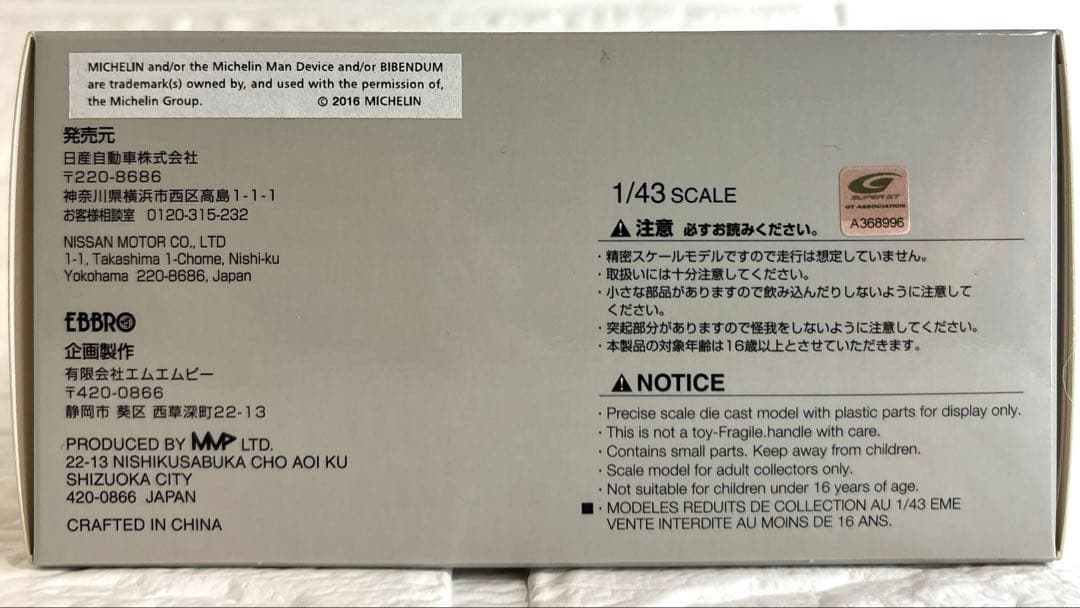 MICHELIN and/or the Michelin Man Device and/or BIBENDUM
are trademark(s) owned by, and used with the permission of,
the Michelin Group. © 2016 MICHELIN
発売元
日産自動車株式会社
〒220-8686
神奈川県横浜市西区高島1-1-1
お客様相談室 0120-315-232
NISSAN MOTOR CO., LTD
1-1, Takashima 1-Chome, Nishi-ku
Yokohama 220-8686, Japan
EBBRO
企画製作
有限会社エムエムピー
〒420-0866
静岡市 葵区 西草深町22-13
PRODUCED BY MMP LTD.
22-13 NISHIKUSABUKA CHO AOI KU
SHIZUOKA CITY
420-0866 JAPAN
CRAFTED IN CHINA
1/43 SCALE
SUPER GT
GT ASSOCIATION
A368996
注意 必すお読みください。
・精密スケールモデルですので走行は想定していません。
・取扱いには十分注意してください。
・小さな部品がありますので飲み込んだりしないように注意して
ください。
・突起部分がありますので怪我をしないように注意してください。
・本製品の対象年齢は16歳以上とさせていただきます。
NOTICE
・Precise scale die cast model with plastic parts for display only.
・This is not a toy-Fragile.handle with care.
・Contains small parts. Keep away from children.
・Scale model for adult collectors only.
・Not suitable for children under 16 years of age.
■・MODELES REDUITS DE COLLECTION AU 1/43 EME
VENTE INTERDITE AU MOINS DE 16 ANS.